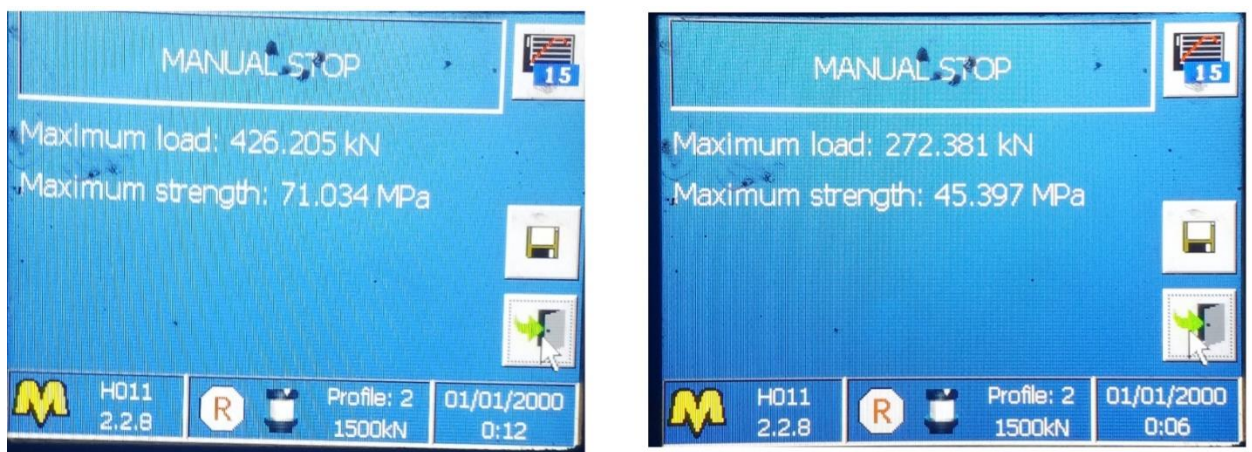 MANUAL STOP
15
Maximum load: 426.205 kN
Maximum strength: 71.034 MPa
H011
2.2.8
R
Profile: 2
1500kN
01/01/2000
0:12
MANUAL STOP
15
Maximum load: 272.381 kN
Maximum strength: 45.397 MPa
H011
2.2.8
R
Profile: 2
1500kN
01/01/2000
0:06